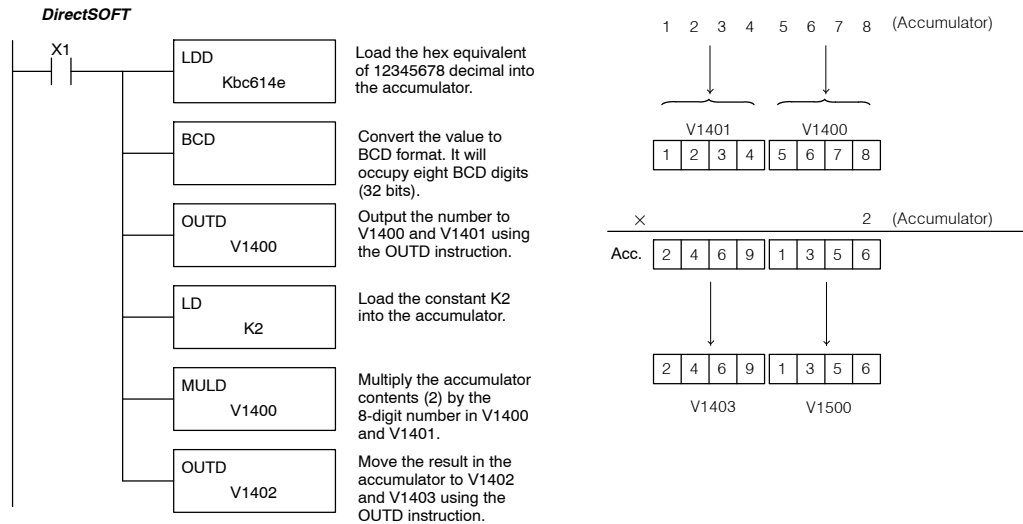 DirectSOFT
X1
LDD
Kbc614e
Load the hex equivalent
of 12345678 decimal into
the accumulator.
BCD
Convert the value to
BCD format. It will
occupy eight BCD digits
(32 bits).
OUTD
V1400
Output the number to
V1400 and V1401 using
the OUTD instruction.
LD
K2
Load the constant K2
into the accumulator.
MULD
V1400
Multiply the accumulator
contents (2) by the
8-digit number in V1400
and V1401.
OUTD
V1402
Move the result in the
accumulator to V1402
and V1403 using the
OUTD instruction.
1 2 3 4 5 6 7 8 (Accumulator)
V1401 V1400
1 2 3 4 5 6 7 8
× 2 (Accumulator)
Acc. 2 4 6 9 1 3 5 6
2 4 6 9 1 3 5 6
V1403 V1500